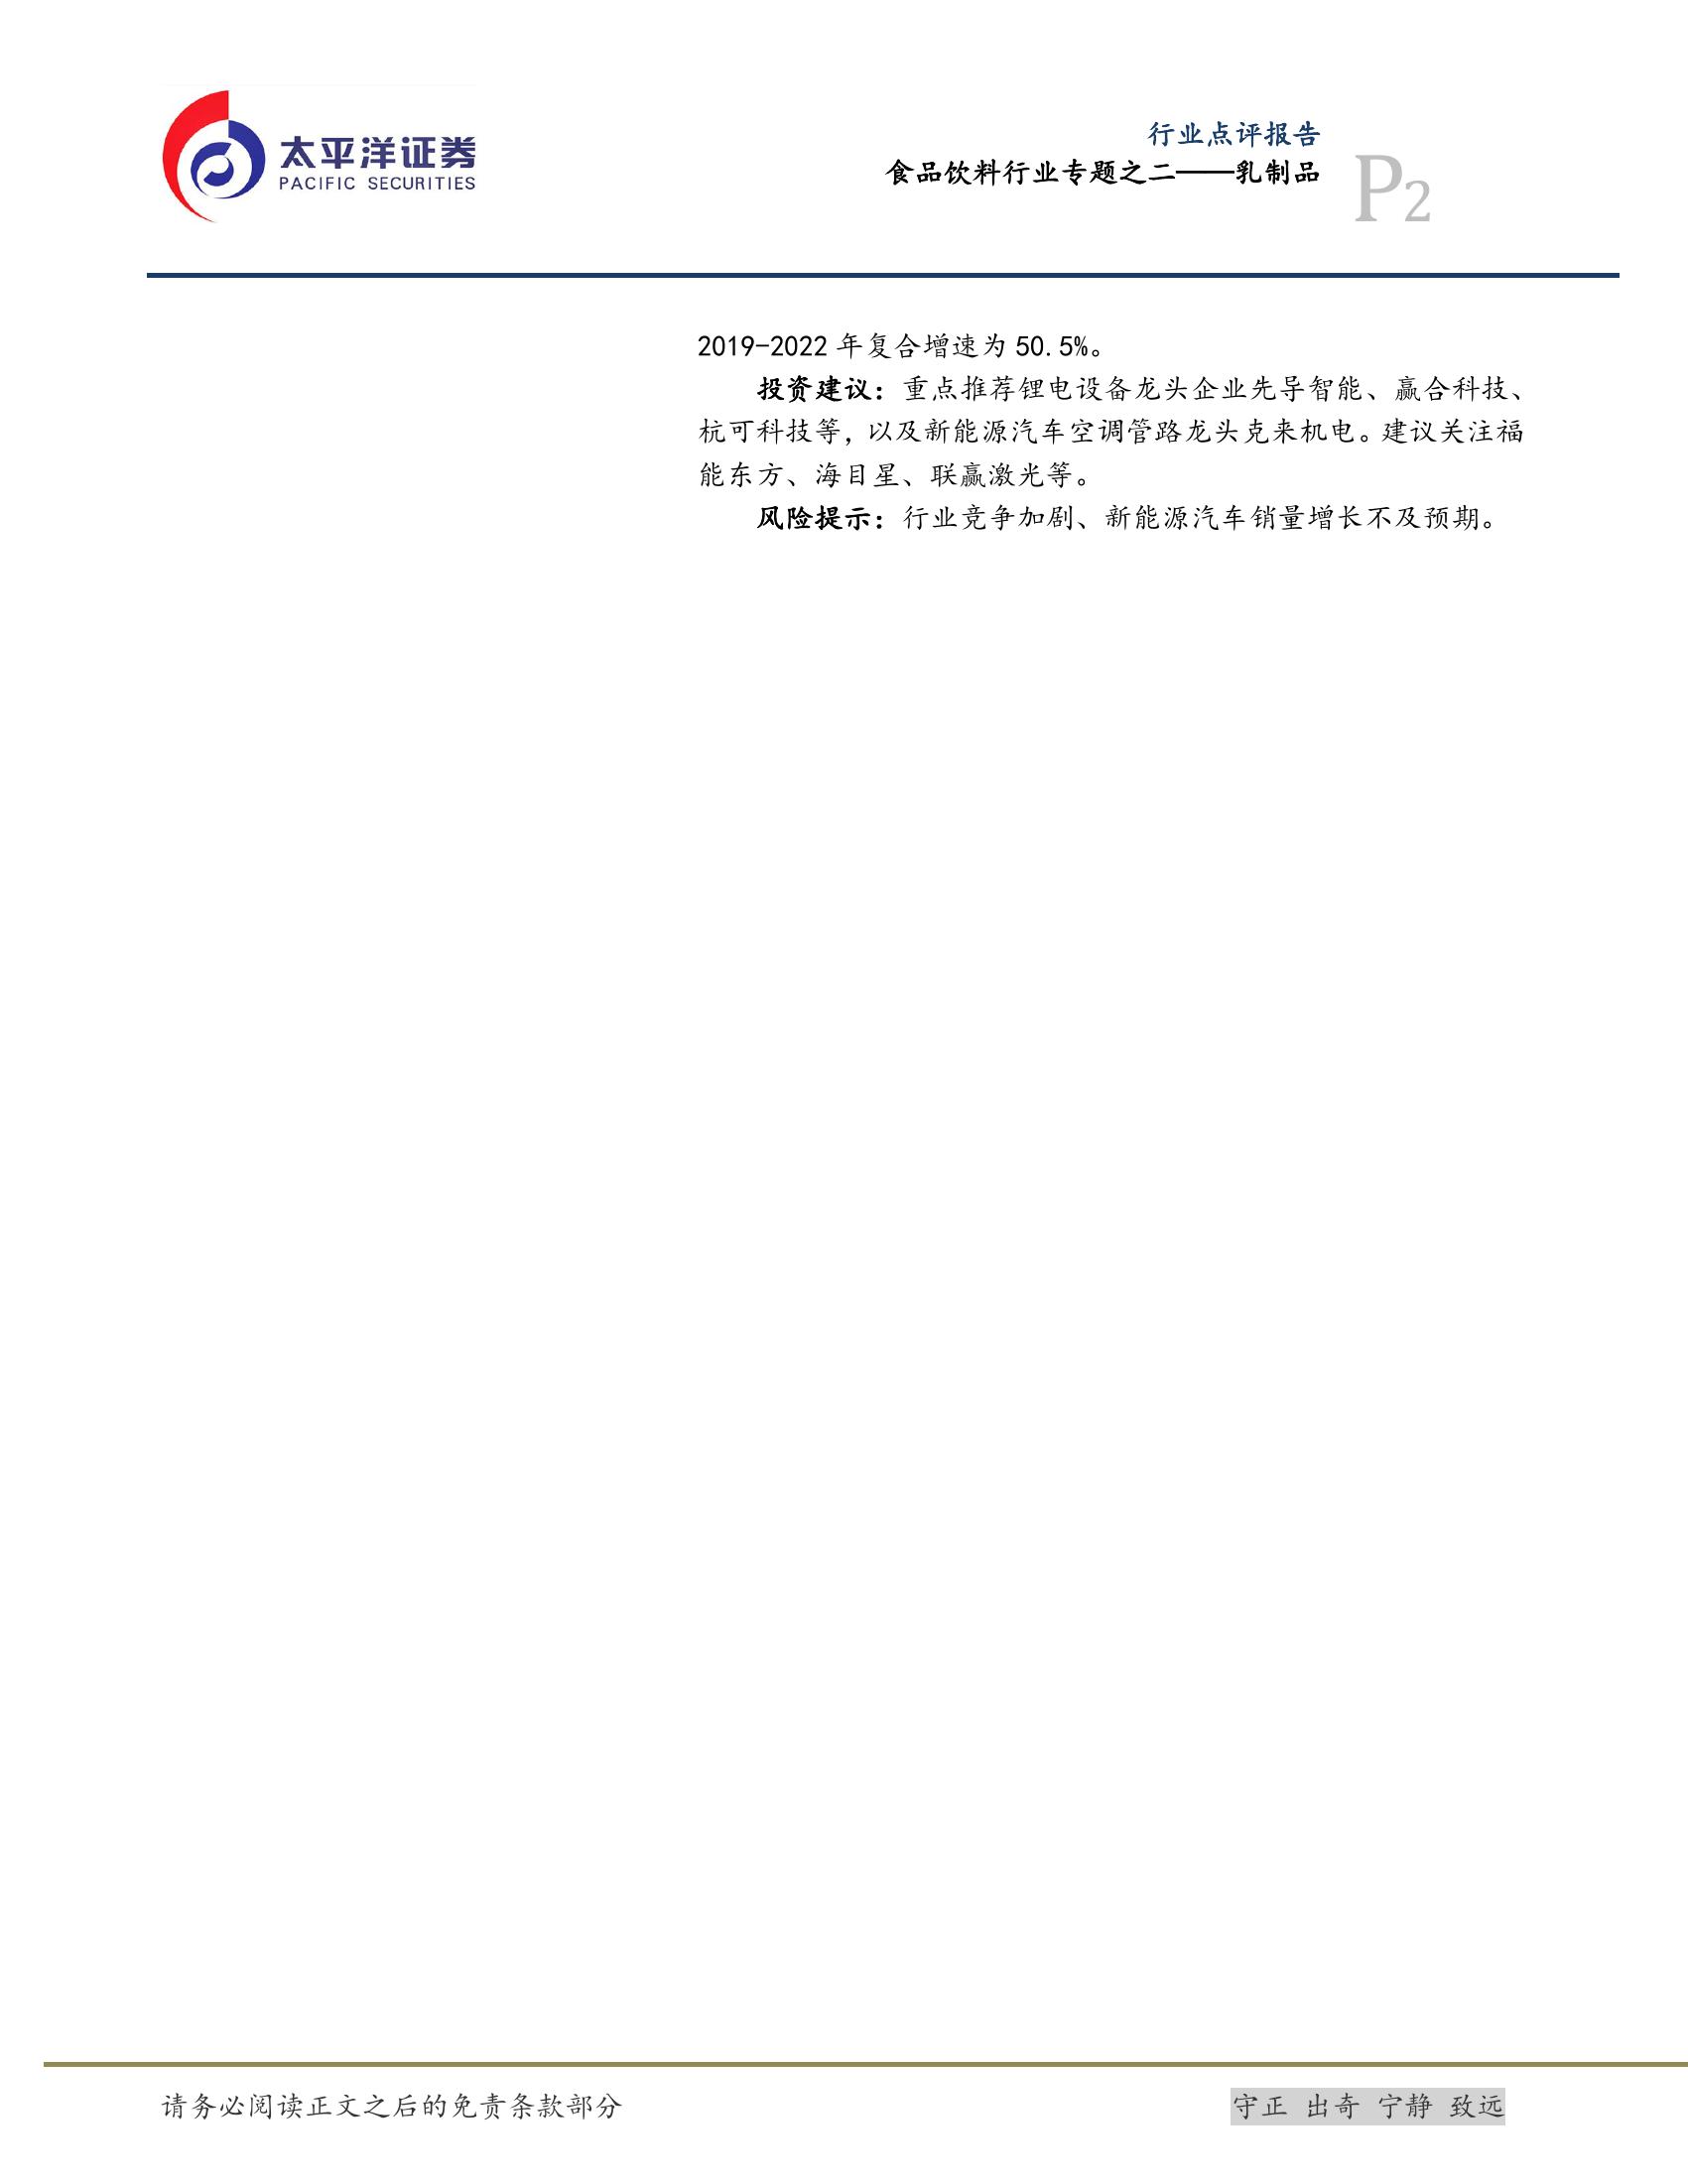 太平洋证券
PACIFIC SECURITIES
行业点评报告
食品饮料行业专题之二——乳制品
P2
2019-2022 年复合增速为 50.5%。
投资建议：重点推荐锂电设备龙头企业先导智能、赢合科技、
杭可科技等，以及新能源汽车空调管路龙头克来机电。建议关注福
能东方、海目星、联赢激光等。
风险提示：行业竞争加剧、新能源汽车销量增长不及预期。
请务必阅读正文之后的免责条款部分
守正 出奇 宁静 致远